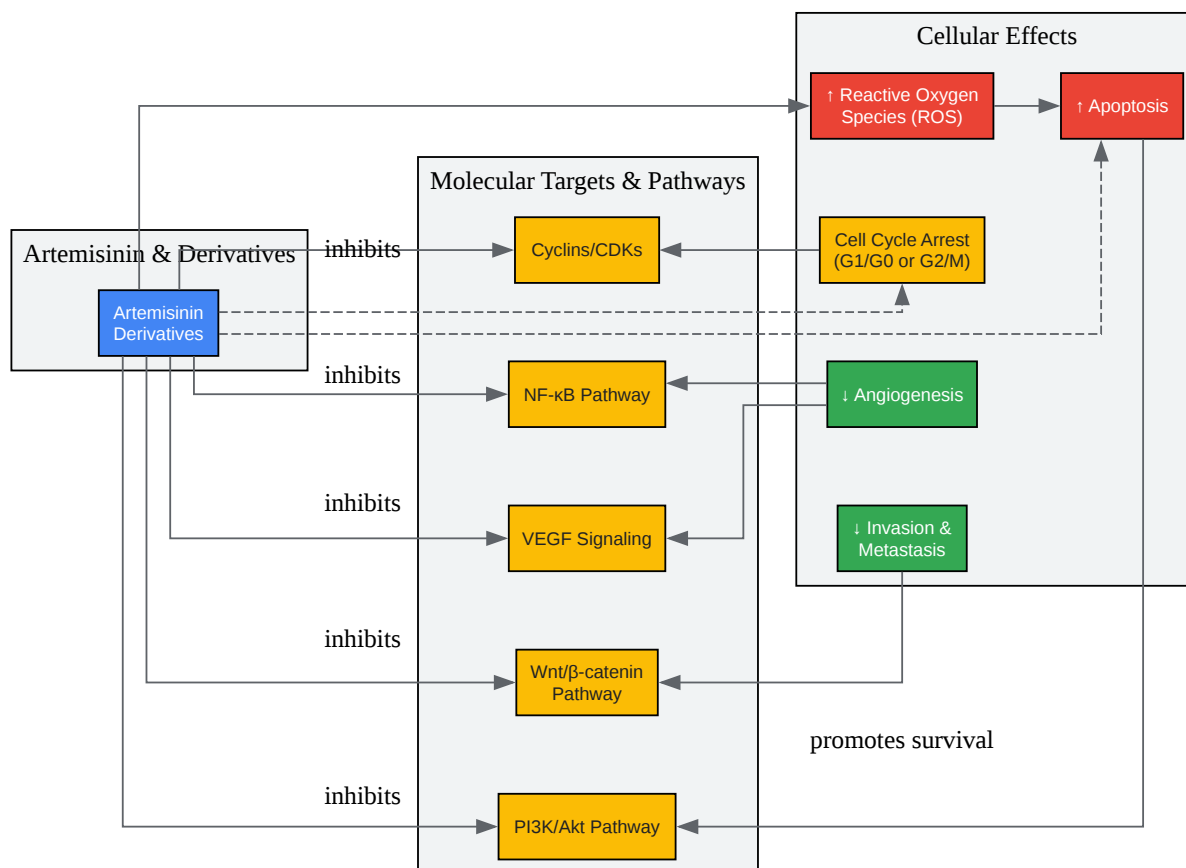 Cellular Effects
↑ Reactive Oxygen
Species (ROS)
↑ Apoptosis
Molecular Targets & Pathways
Artemisinin & Derivatives
inhibits
Cyclins/CDKs
Cell Cycle Arrest
(G1/G0 or G2/M)
Artemisinin
Derivatives
inhibits
NF-κB Pathway
↓ Angiogenesis
inhibits
VEGF Signaling
↓ Invasion &
Metastasis
inhibits
Wnt/β-catenin
Pathway
promotes survival
inhibits
PI3K/Akt Pathway